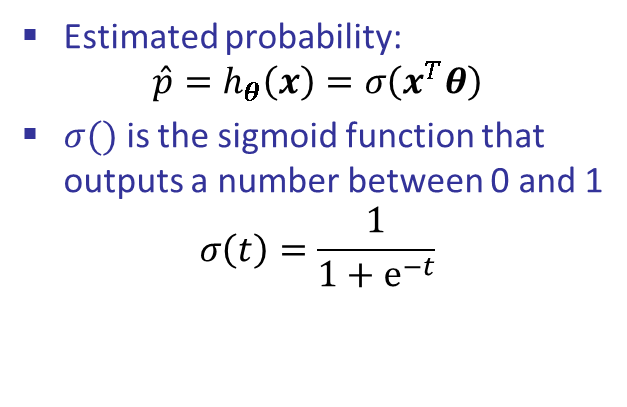 ▪ Estimated probability:
p̂ = h_θ(x) = σ(x^T θ)
▪ σ() is the sigmoid function that
outputs a number between 0 and 1
σ(t) = 1 / (1 + e^−t)